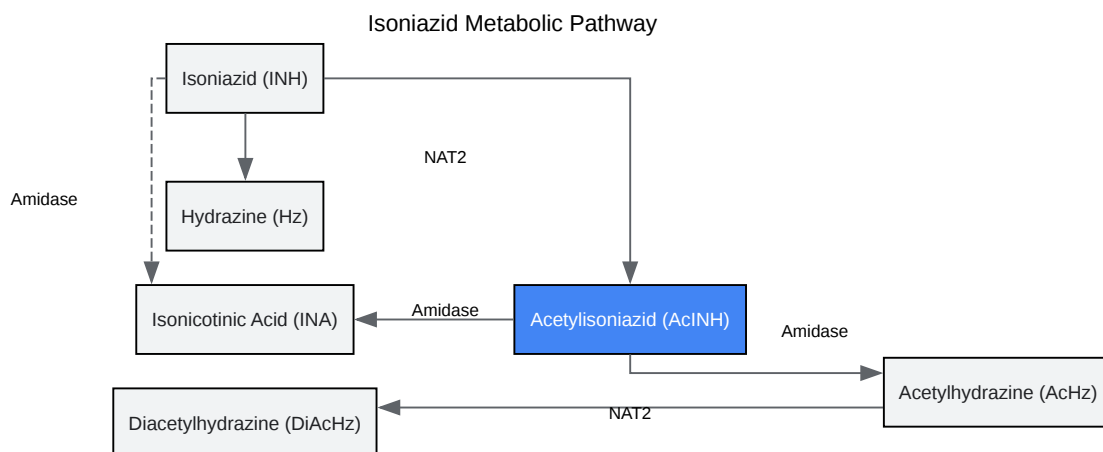 Isoniazid Metabolic Pathway
Isoniazid (INH)
NAT2
Amidase
Hydrazine (Hz)
Isonicotinic Acid (INA)
Amidase
Acetylisoniazid (AcINH)
Amidase
Acetylhydrazine (AcHz)
Diacetylhydrazine (DiAcHz)
NAT2